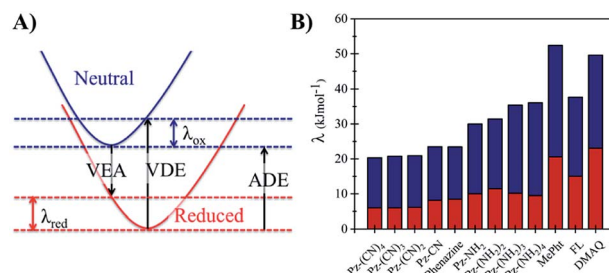 A)
Neutral
λox
VEA
VDE
ADE
λred
Reduced
B)
λ (kJmol⁻¹)
60
50
40
30
20
10
0
Pz-(CN)₄
Pz-(CN)₃
Pz-(CN)₂
Pz-CN
Phenazine
Pz-NH₂
Pz-(NH₂)₂
Pz-(NH₂)₃
Pz-(NH₂)₄
MePht
FL
DMAQ